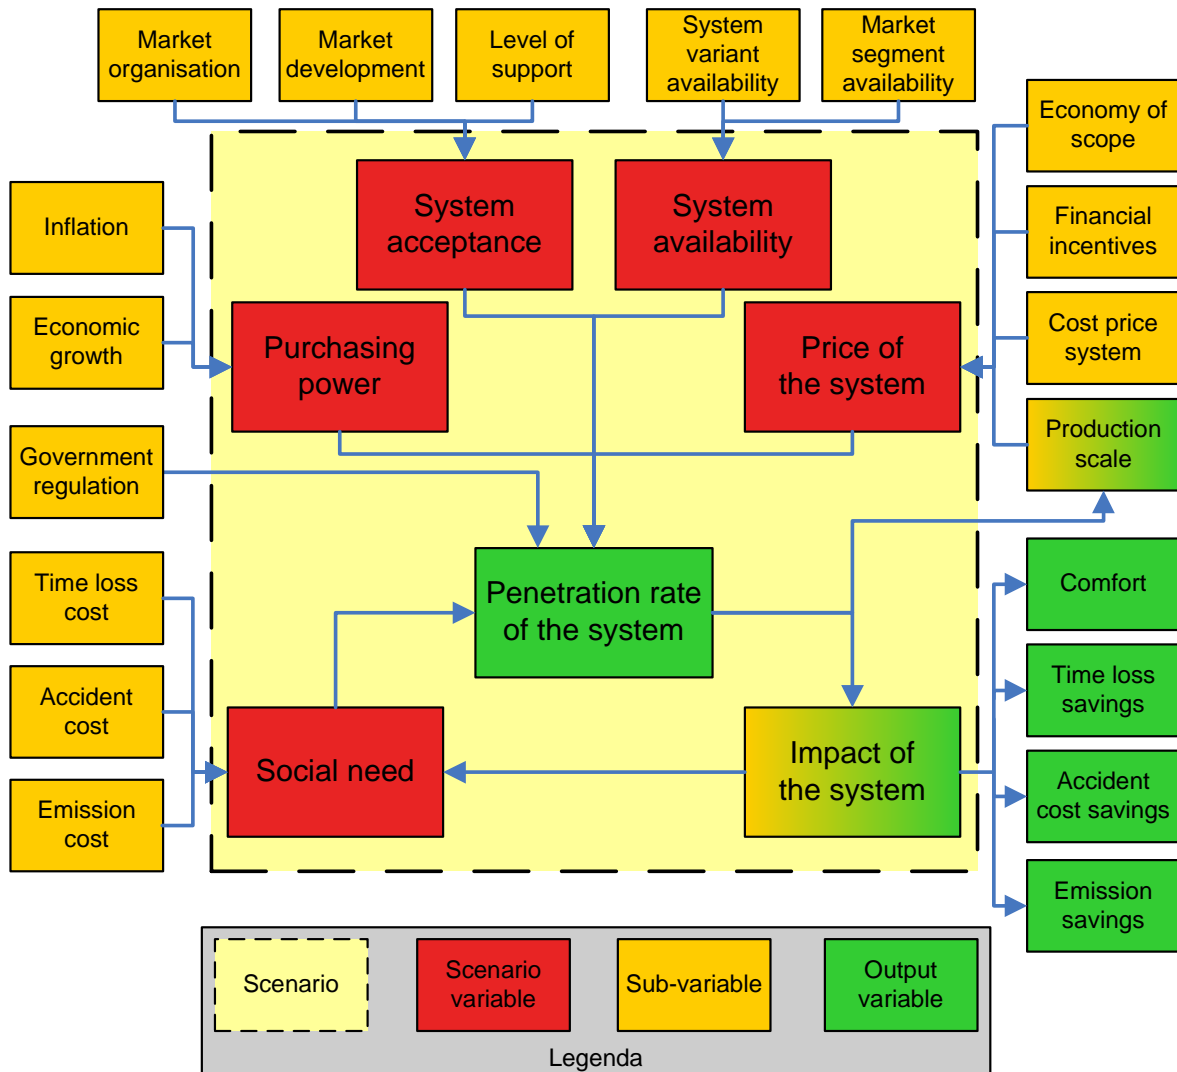 Market
organisation
Market
development
Level of
support
System
variant
availability
Market
segment
availability
Economy of
scope
System
acceptance
System
availability
Inflation
Financial
incentives
Economic
growth
Purchasing
power
Price of
the system
Cost price
system
Government
regulation
Production
scale
Time loss
cost
Penetration rate
of the system
Comfort
Accident
cost
Time loss
savings
Social need
Impact of
the system
Emission
cost
Accident
cost savings
Emission
savings
Scenario
Scenario
variable
Sub-variable
Output
variable
Legenda